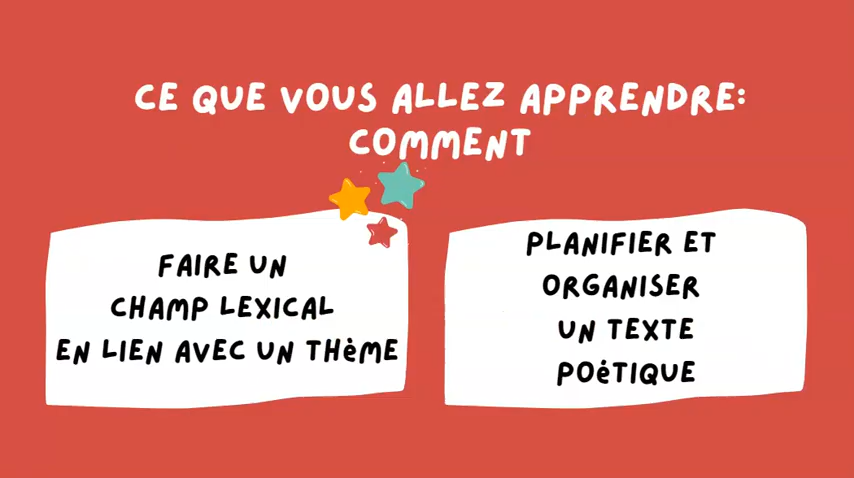 CE QUE VOUS ALLEZ APPRENDRE:
COMMENT
FAIRE UN
CHAMP LEXICAL
EN LIEN AVEC UN THèME
PLANIFIER ET
ORGANISER
UN TEXTE
POéTIQUE